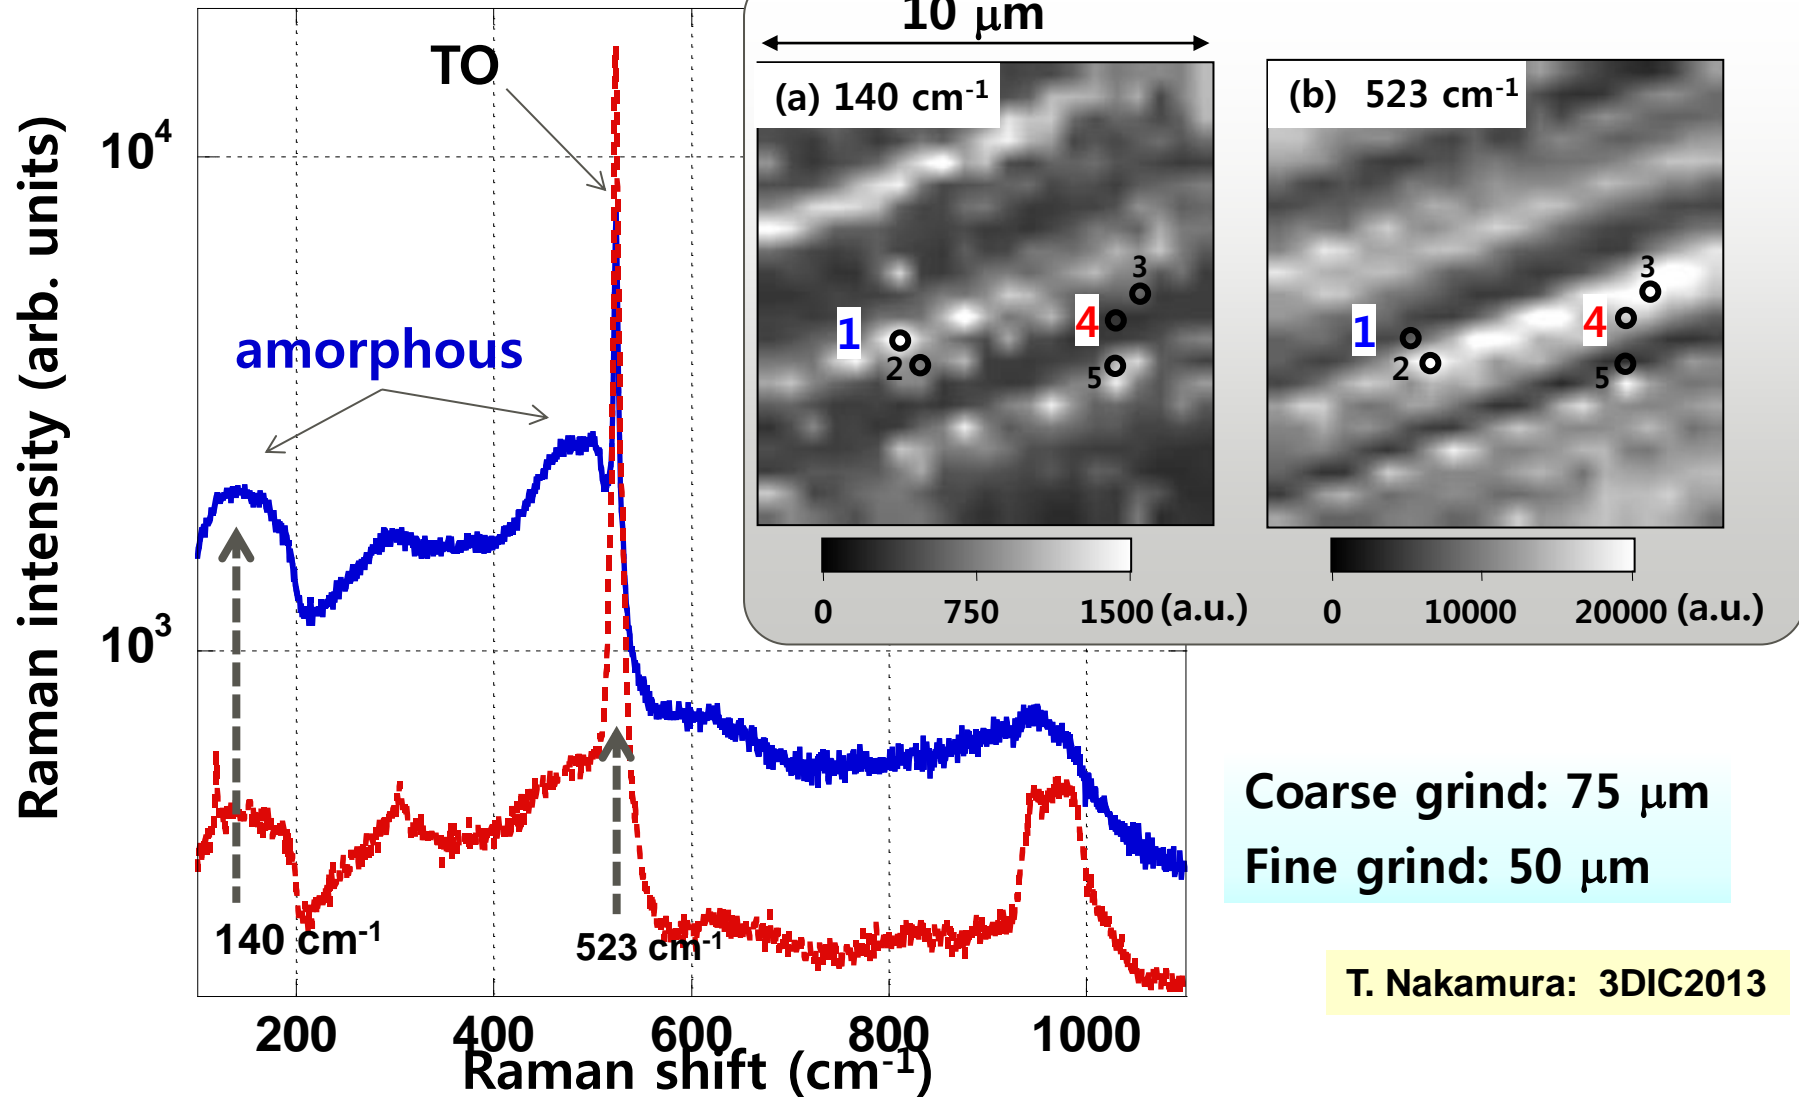 10 μm
TO
(a) 140 cm-1
(b) 523 cm-1
10^4
Raman intensity (arb. units)
3
3
1
4
1
4
amorphous
2
5
2
5
0 750 1500 (a.u.)
0 10000 20000 (a.u.)
10^3
Coarse grind: 75 μm
Fine grind: 50 μm
140 cm-1
523 cm-1
T. Nakamura: 3DIC2013
200 400 600 800 1000
Raman shift (cm-1)